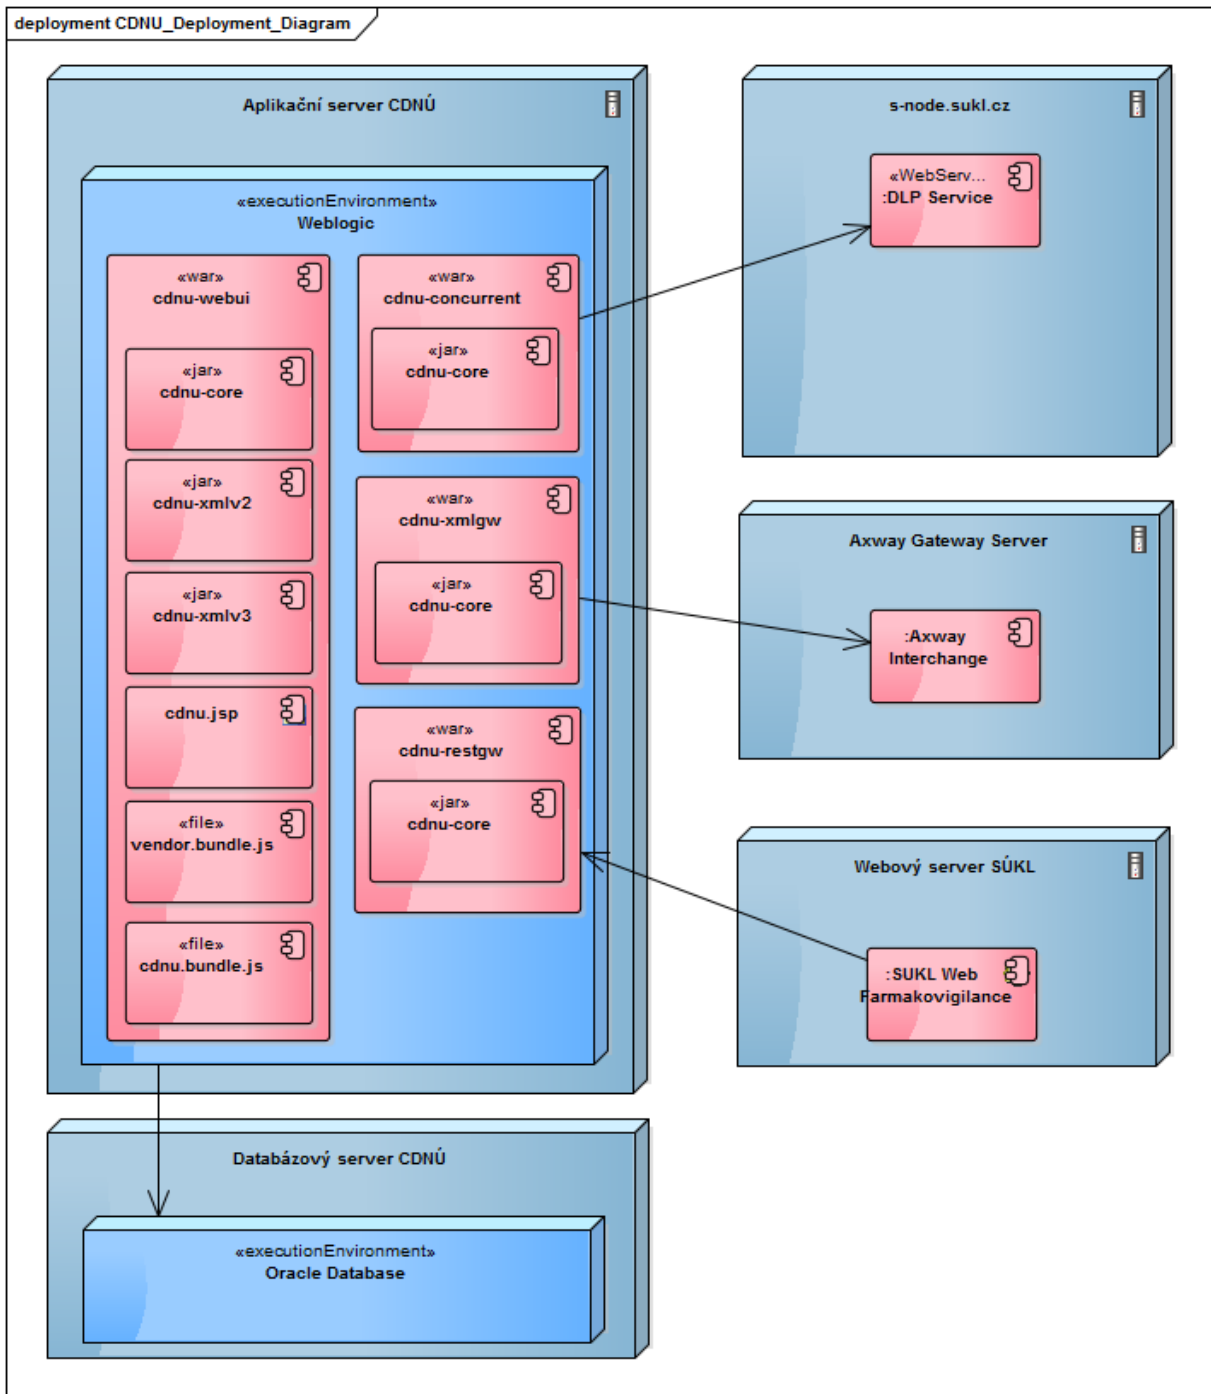 deployment CDNU_Deployment_Diagram
Aplikační server CDNÚ
«executionEnvironment»
Weblogic
«war»
cdnu-webui
«jar»
cdnu-core
«jar»
cdnu-xmlv2
«jar»
cdnu-xmlv3
cdnu.jsp
«file»
vendor.bundle.js
«file»
cdnu.bundle.js
«war»
cdnu-concurrent
«jar»
cdnu-core
«war»
cdnu-xmlgw
«jar»
cdnu-core
«war»
cdnu-restgw
«jar»
cdnu-core
s-node.sukl.cz
«WebServ...
:DLP Service
Axway Gateway Server
:Axway
Interchange
Webový server SÚKL
:SUKL Web
Farmakovigilance
Databázový server CDNÚ
«executionEnvironment»
Oracle Database